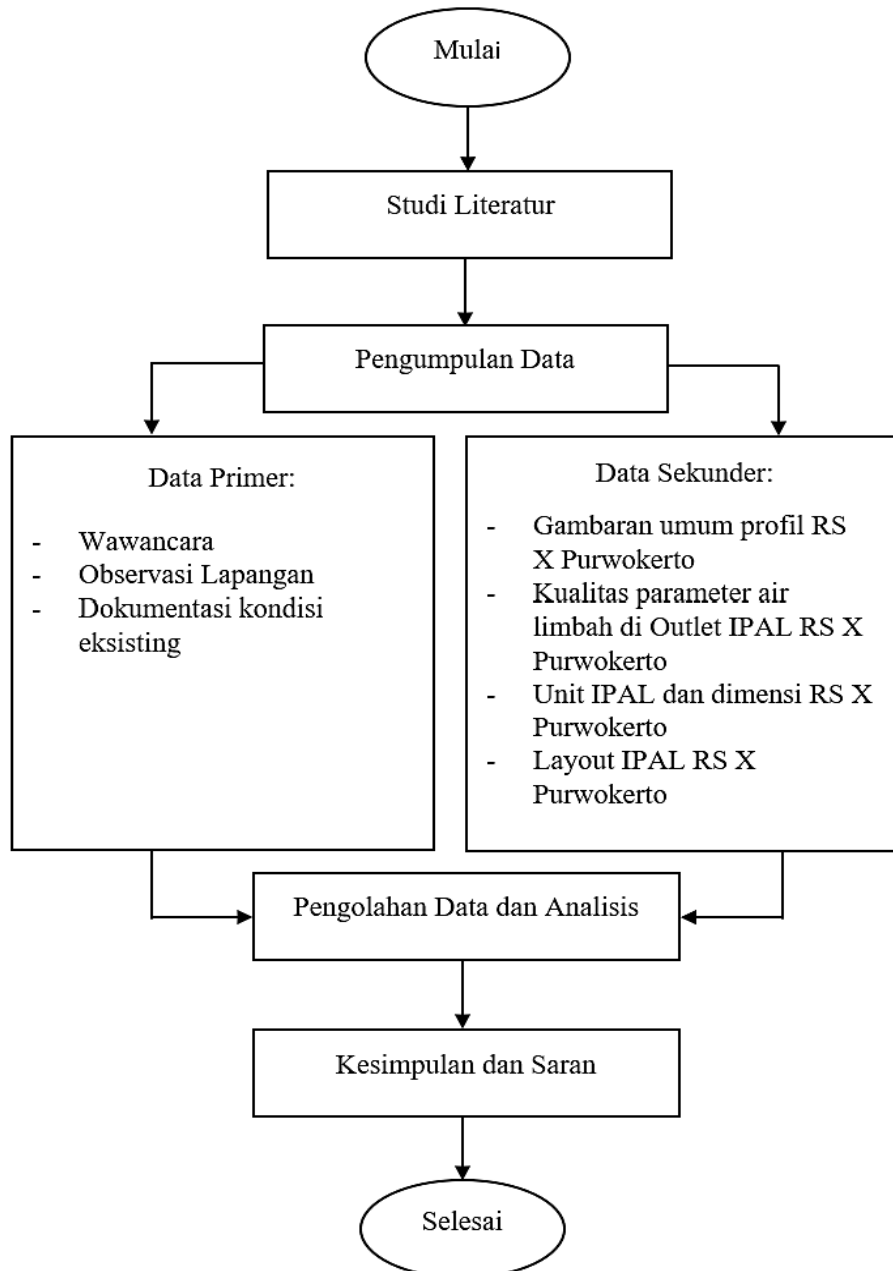 Mulai
Studi Literatur
Pengumpulan Data
Data Primer:
- Wawancara
- Observasi Lapangan
- Dokumentasi kondisi
eksisting
Data Sekunder:
- Gambaran umum profil RS
X Purwokerto
- Kualitas parameter air
limbah di Outlet IPAL RS X
Purwokerto
- Unit IPAL dan dimensi RS X
Purwokerto
- Layout IPAL RS X
Purwokerto
Pengolahan Data dan Analisis
Kesimpulan dan Saran
Selesai